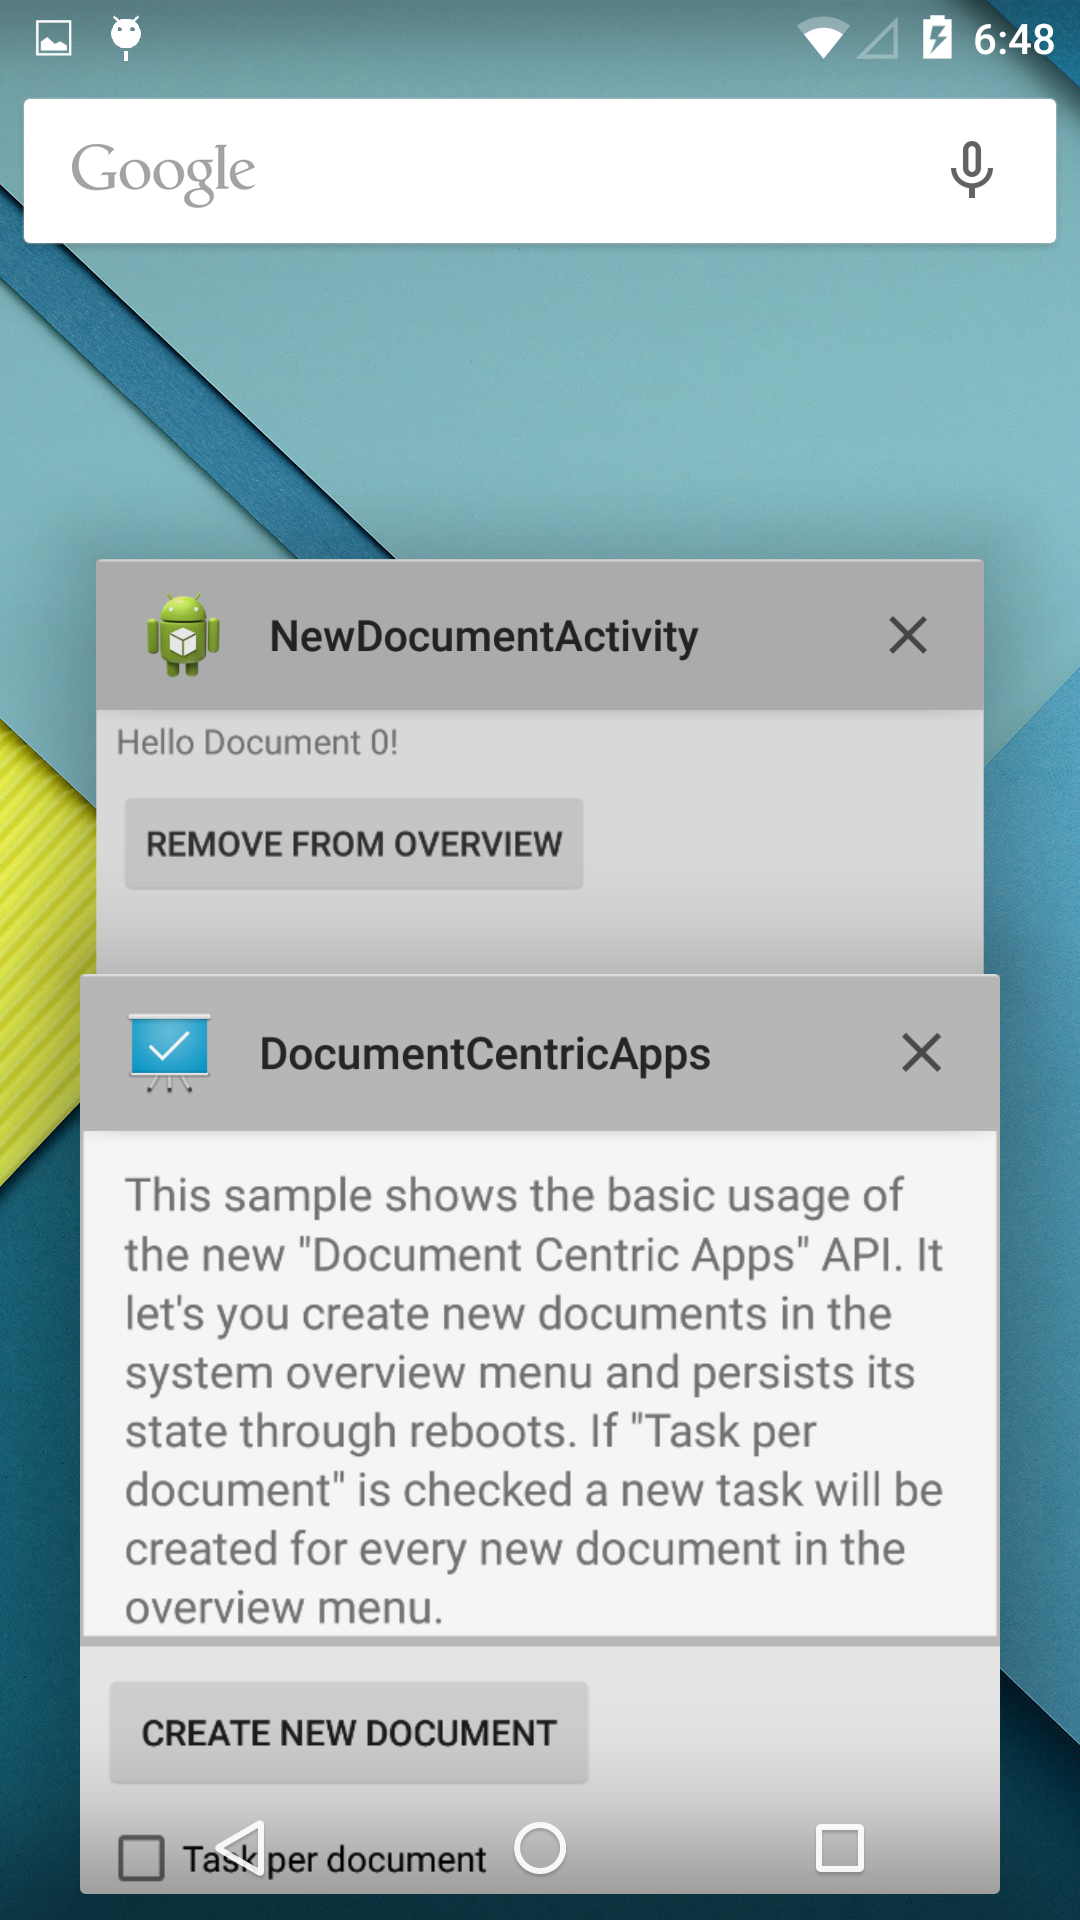 6:48
Google
NewDocumentActivity
Hello Document 0!
REMOVE FROM OVERVIEW
DocumentCentricApps
This sample shows the basic usage of
the new "Document Centric Apps" API. It
let's you create new documents in the
system overview menu and persists its
state through reboots. If "Task per
document" is checked a new task will be
created for every new document in the
overview menu.
CREATE NEW DOCUMENT
Task per document